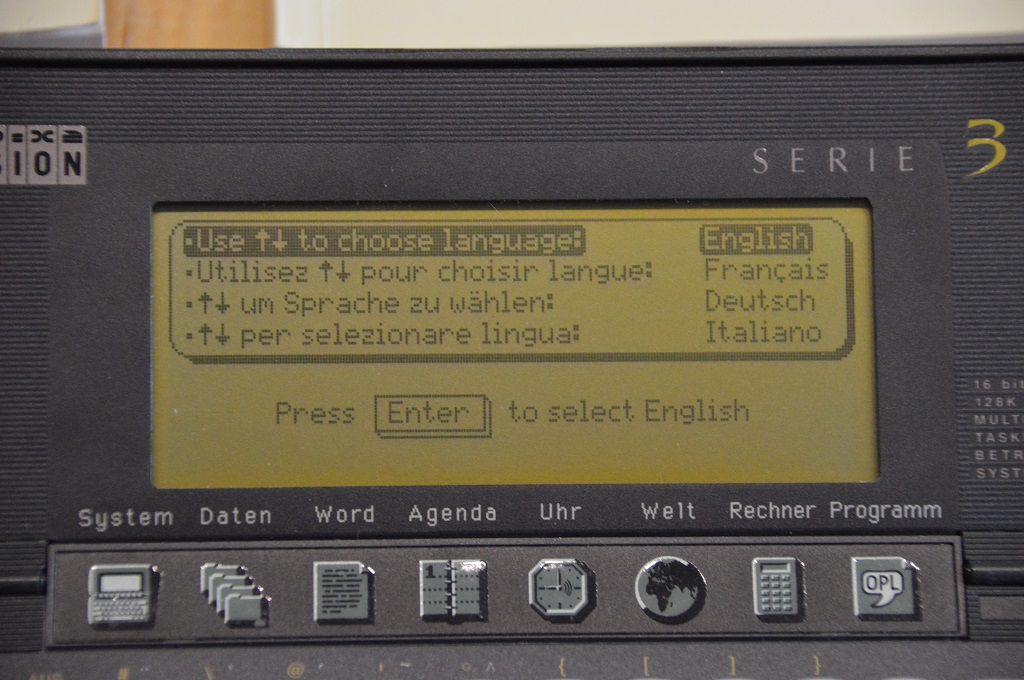 SION
SERIE 3
Use ↑↓ to choose language: English
Utilisez ↑↓ pour choisir langue: Français
↑↓ um Sprache zu wählen: Deutsch
↑↓ per selezionare lingua: Italiano
Press Enter to select English
16 bit
128K
MULTI
TASK
BETR
SYST
System Daten Word Agenda Uhr Welt Rechner Programm
1
OPL
# \ @ ! ~ ° ^ { [ ] }